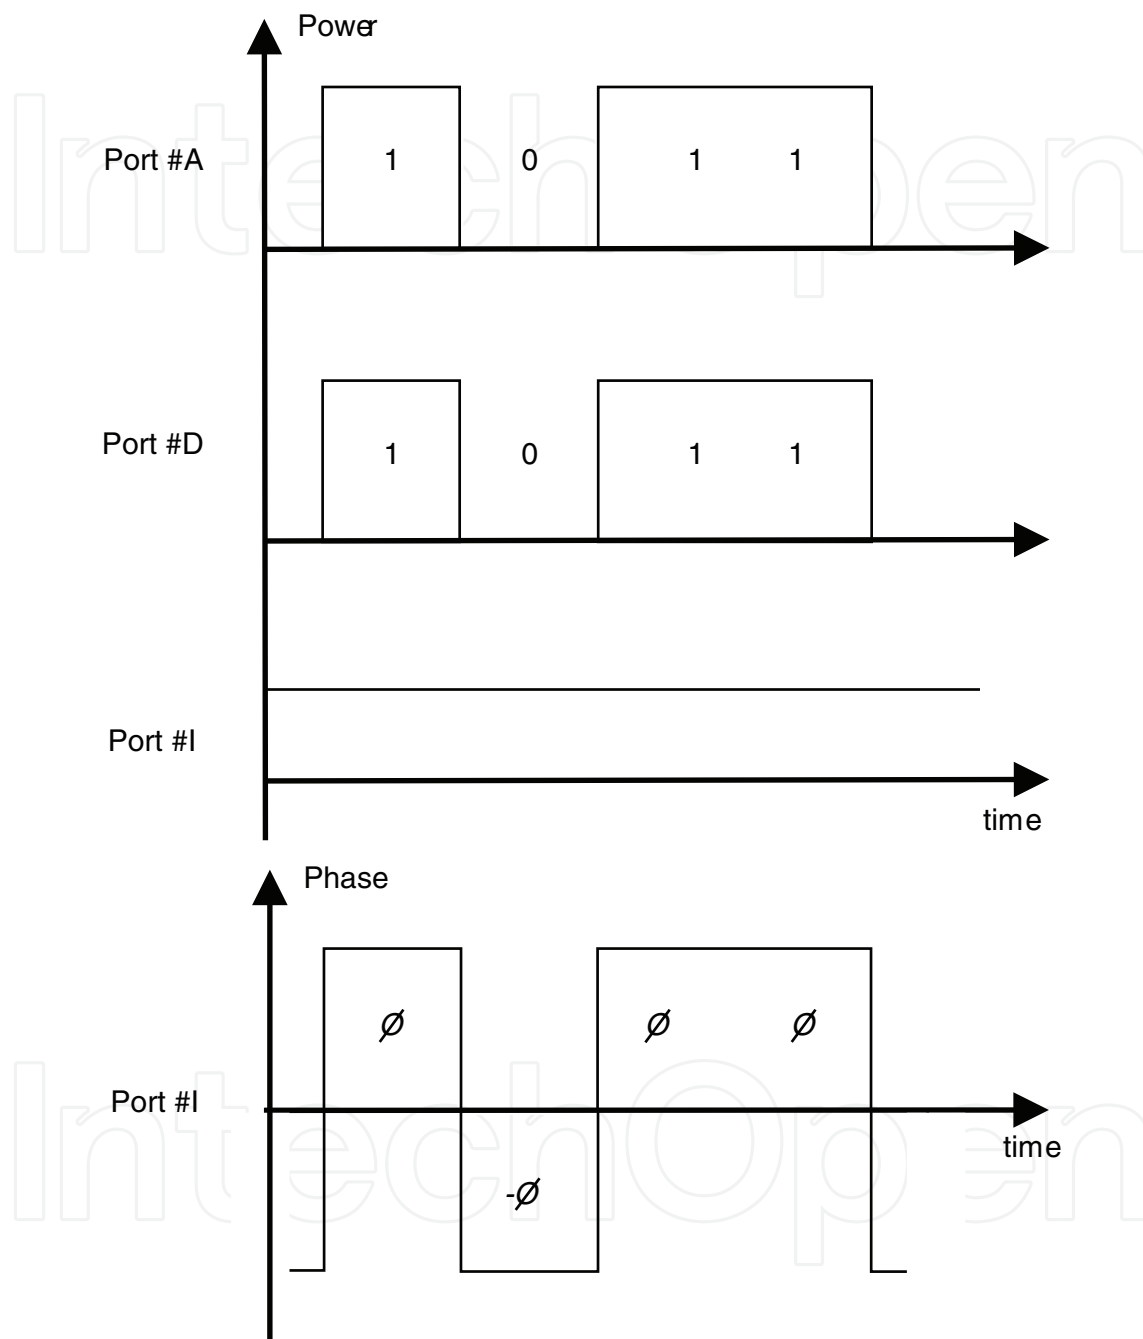 Power
Port #A
1 0 1 1
Port #D
1 0 1 1
Port #I
time
Phase
Ø Ø Ø
Port #I
time
-Ø
IntechOpen
IntechOpen